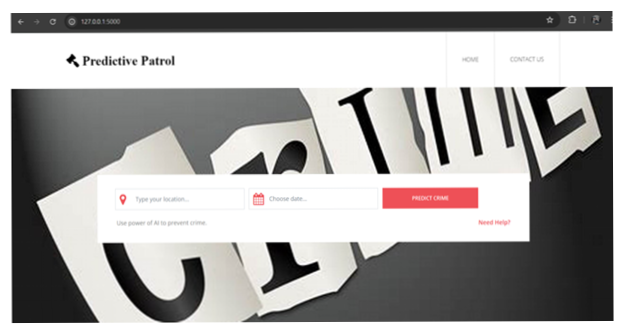 127.0.0.1:5000
Predictive Patrol
HOME
CONTACT US
CrIME
Type your location...
Choose date...
PREDICT CRIME
Use power of AI to prevent crime.
Need Help?